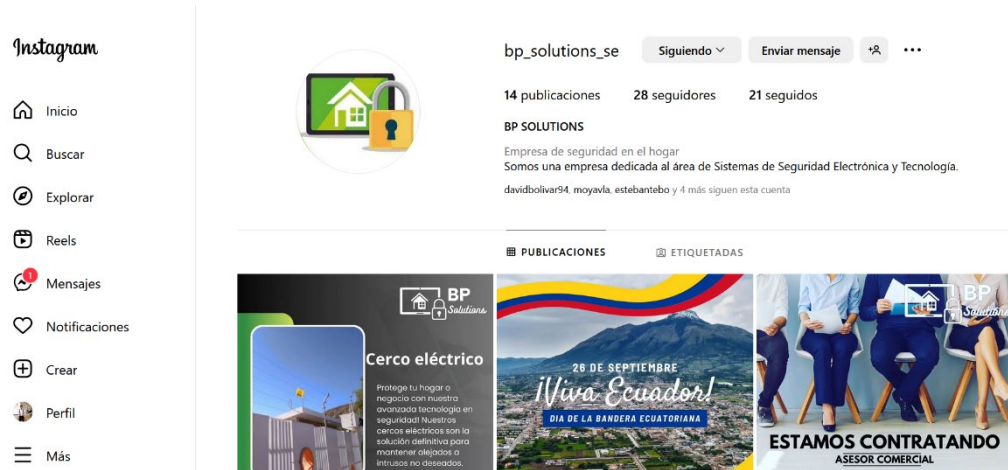 Instagram
Inicio
Buscar
Explorar
Reels
1
Mensajes
Notificaciones
Crear
Perfil
Más
bp_solutions_se
Siguiendo
Enviar mensaje
14 publicaciones 28 seguidores 21 seguidos
BP SOLUTIONS
Empresa de seguridad en el hogar
Somos una empresa dedicada al área de Sistemas de Seguridad Electrónica y Tecnología.
davidbolivar94, moyavla, estebantebo y 4 más siguen esta cuenta
PUBLICACIONES
ETIQUETADAS
BP
Solutions
Cerco eléctrico
Protege tu hogar o
negocio con nuestra
avanzada tecnología en
seguridad! Nuestros
cercos eléctricos son la
solución definitiva para
mantener alejados a
intrusos no deseados.
26 DE SEPTIEMBRE
¡Viva Ecuador!
DIA DE LA BANDERA ECUATORIANA
BP
Solutions
ESTAMOS CONTRATANDO
ASESOR COMERCIAL